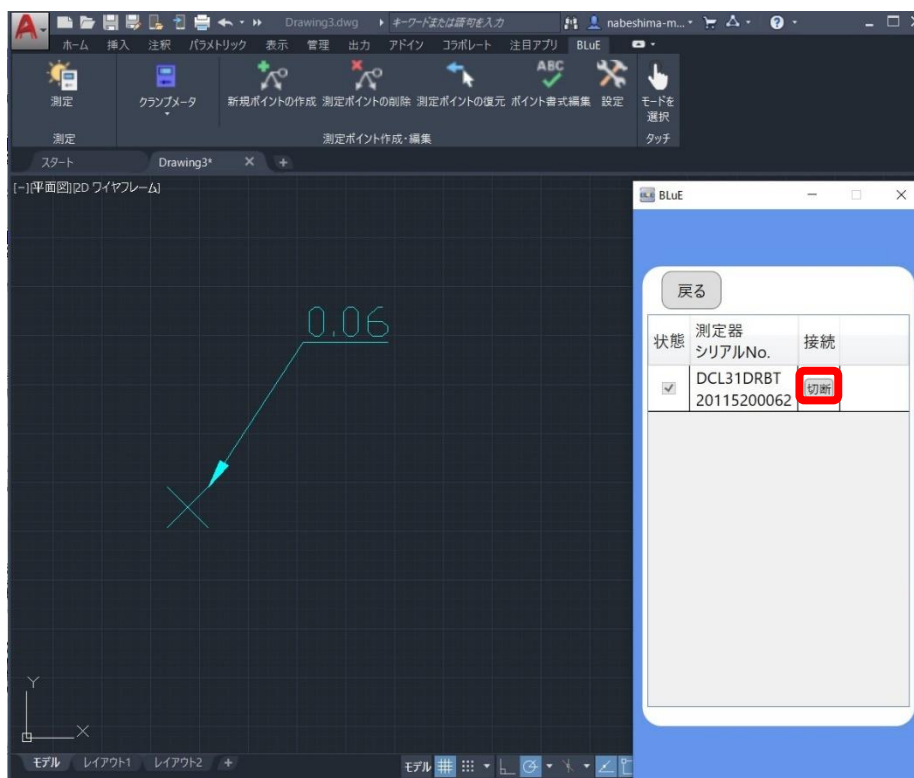 Drawing3.dwg キーワードまたは語句を入力 nabeshima-m...
ホーム 挿入 注釈 パラメトリック 表示 管理 出力 アドイン コラボレート 注目アプリ BLuE
測定 クランプメータ 新規ポイントの作成 測定ポイントの削除 測定ポイントの復元 ABC ポイント書式編集 設定 モードを選択
測定 測定ポイント作成・編集 タッチ
スタート Drawing3* × +
[−][平面図][2D ワイヤフレーム]
BLuE
戻る
状態 測定器 シリアルNo. 接続
DCL31DRBT
20115200062 切断
0.06
Y
X
モデル レイアウト1 レイアウト2 + モデル